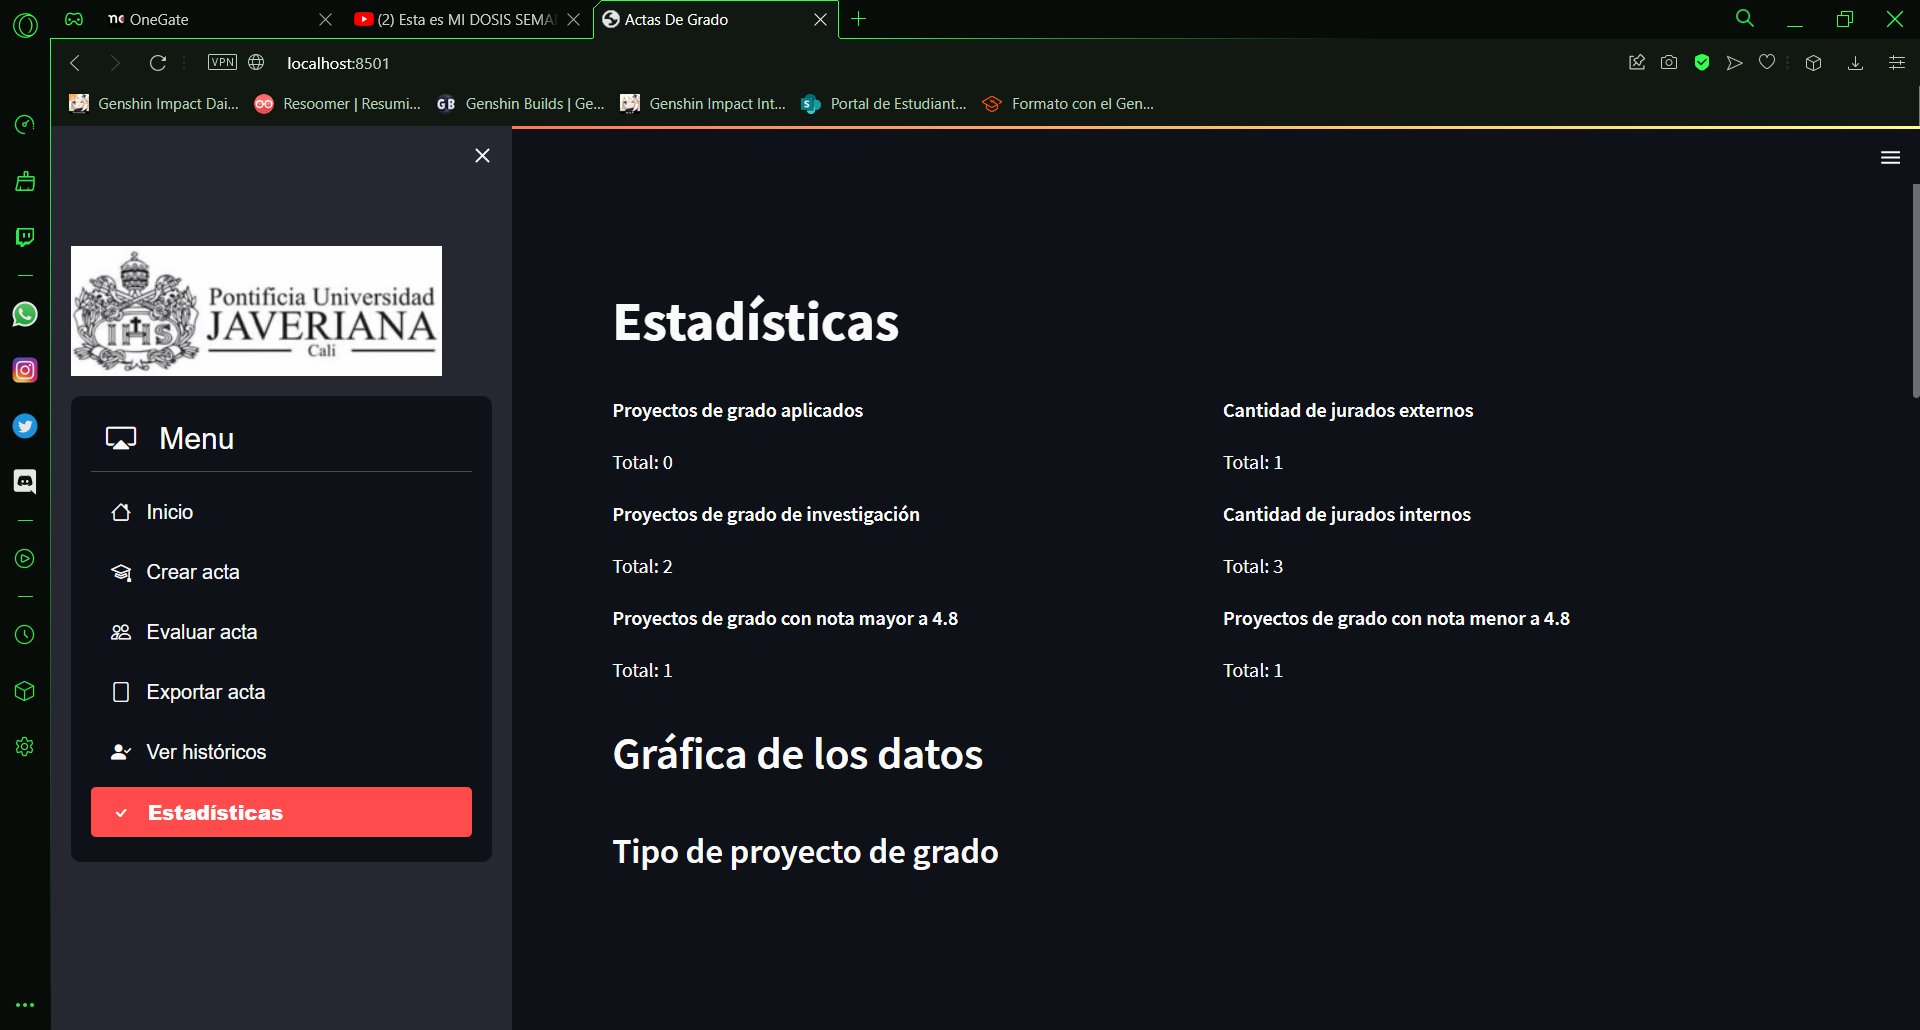 OneGate
(2) Esta es MI DOSIS SEMA
Actas De Grado
VPN
localhost:8501
Genshin Impact Dai...
Resoomer | Resumi...
GB Genshin Builds | Ge...
Genshin Impact Int...
Portal de Estudiant...
Formato con el Gen...
IHS
Pontificia Universidad
JAVERIANA
Cali
Menu
Inicio
Crear acta
Evaluar acta
Exportar acta
Ver históricos
Estadísticas
Estadísticas
Proyectos de grado aplicados
Total: 0
Proyectos de grado de investigación
Total: 2
Proyectos de grado con nota mayor a 4.8
Total: 1
Cantidad de jurados externos
Total: 1
Cantidad de jurados internos
Total: 3
Proyectos de grado con nota menor a 4.8
Total: 1
Gráfica de los datos
Tipo de proyecto de grado